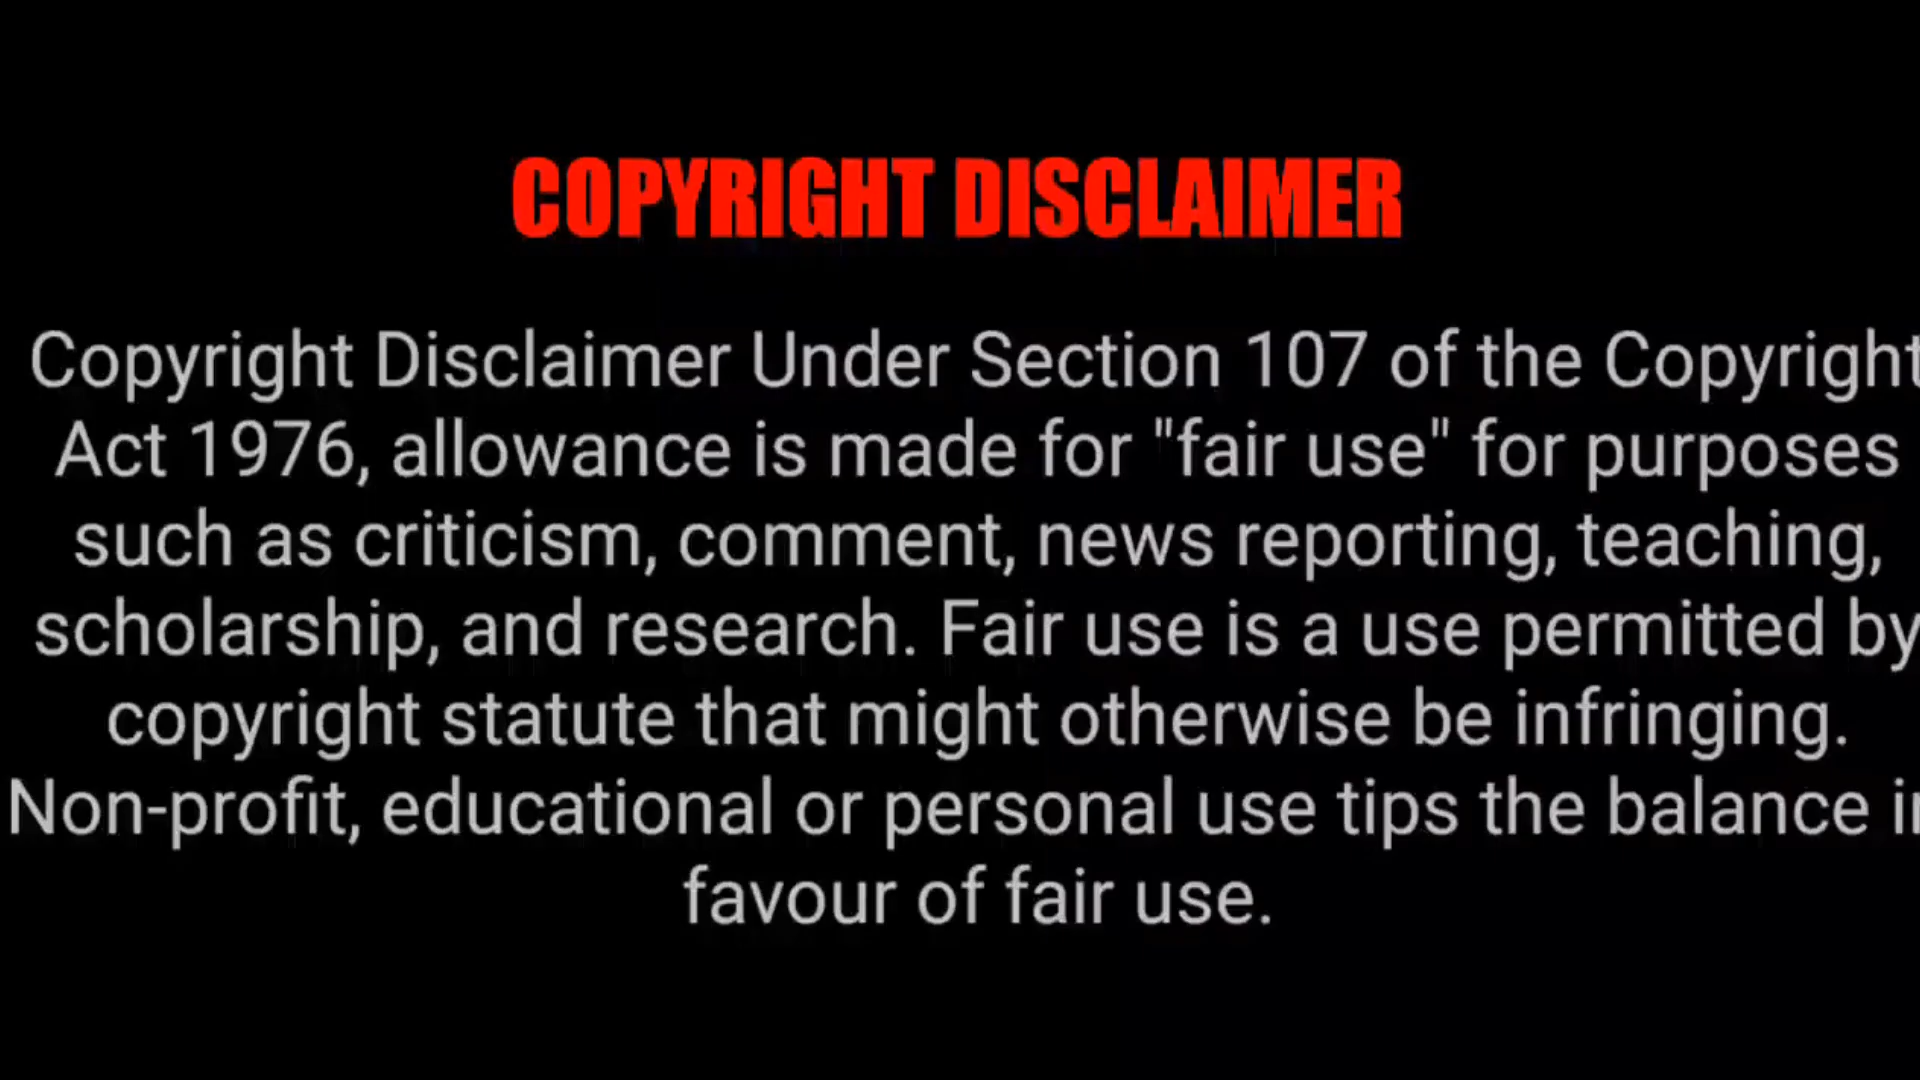 COPYRIGHT DISCLAIMER
Copyright Disclaimer Under Section 107 of the Copyright
Act 1976, allowance is made for "fair use" for purposes
such as criticism, comment, news reporting, teaching,
scholarship, and research. Fair use is a use permitted by
copyright statute that might otherwise be infringing.
Non-profit, educational or personal use tips the balance in
favour of fair use.